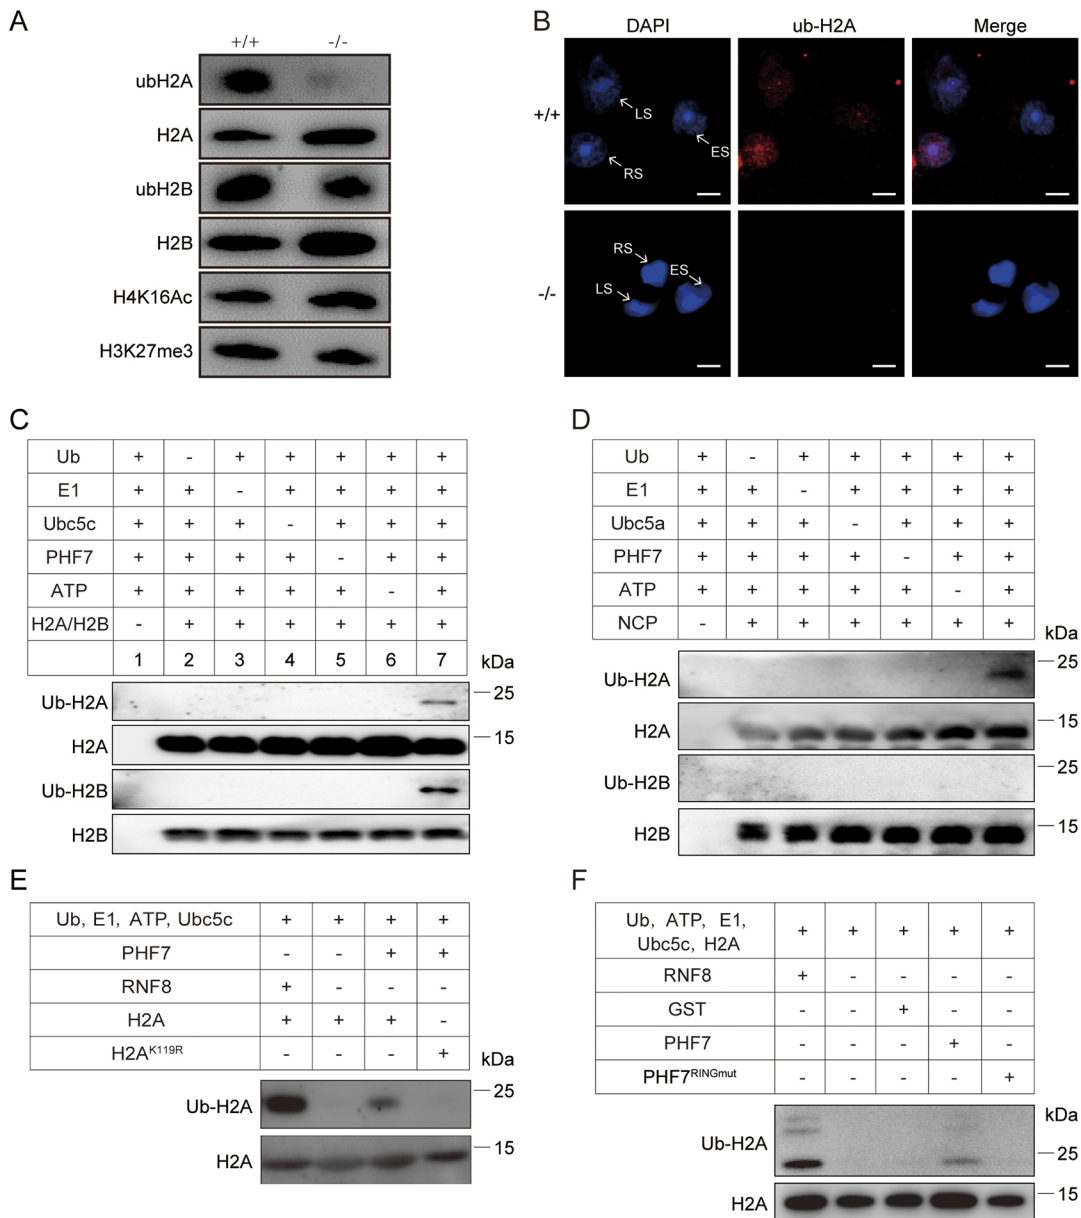 A
+/+ -/-
ubH2A
H2A
ubH2B
H2B
H4K16Ac
H3K27me3
B
DAPI ub-H2A Merge
+/+
LS
ES
RS
-/-
RS
ES
LS
C
Ub + - + + + + +
E1 + + - + + + +
Ubc5c + + + - + + +
PHF7 + + + + - + +
ATP + + + + + - +
H2A/H2B - + + + + + +
1 2 3 4 5 6 7 kDa
Ub-H2A 25
H2A 15
Ub-H2B
H2B
D
Ub + - + + + + +
E1 + + - + + + +
Ubc5a + + + - + + +
PHF7 + + + + - + +
ATP + + + + + - +
NCP - + + + + + +
kDa
Ub-H2A 25
H2A 15
Ub-H2B 25
H2B 15
E
Ub, E1, ATP, Ubc5c + + + +
PHF7 - - + +
RNF8 + - - -
H2A + + + -
H2AK119R - - - +
kDa
Ub-H2A 25
H2A 15
F
Ub, ATP, E1,
Ubc5c, H2A + + + + +
RNF8 + - - - -
GST - - + - -
PHF7 - - - + -
PHF7RINGmut - - - - +
kDa
Ub-H2A 25
H2A 15